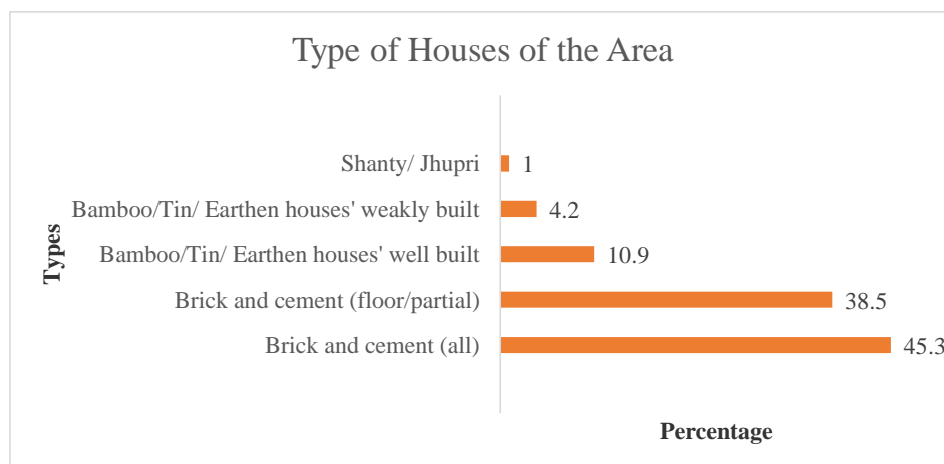 Type of Houses of the Area
Types
Shanty/ Jhupri 1
Bamboo/Tin/ Earthen houses' weakly built 4.2
Bamboo/Tin/ Earthen houses' well built 10.9
Brick and cement (floor/partial) 38.5
Brick and cement (all) 45.3
Percentage